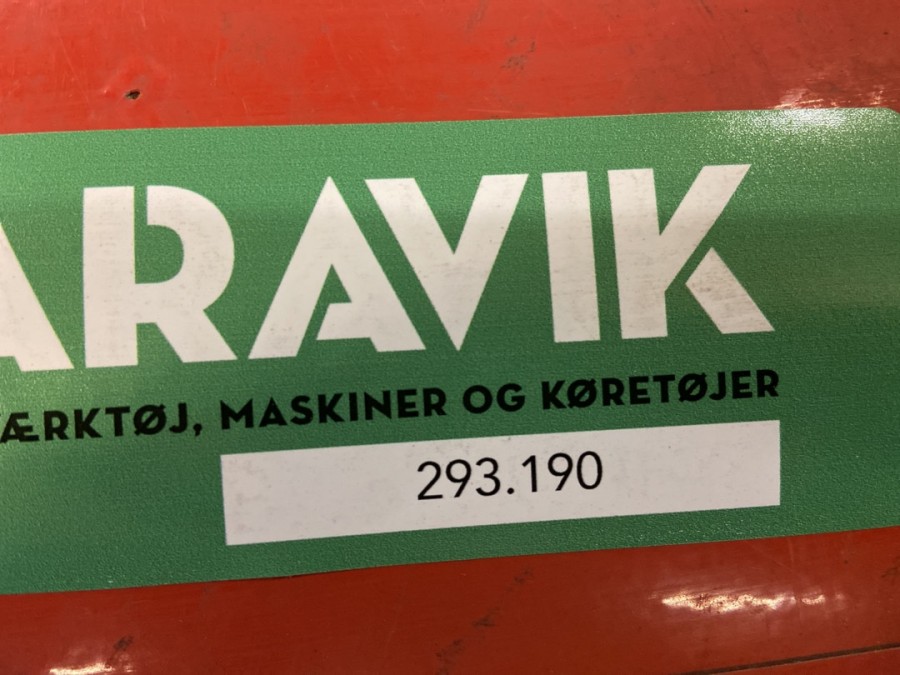 ARAVIK
ÆRKTØJ, MASKINER OG KØRETØJER
293.190